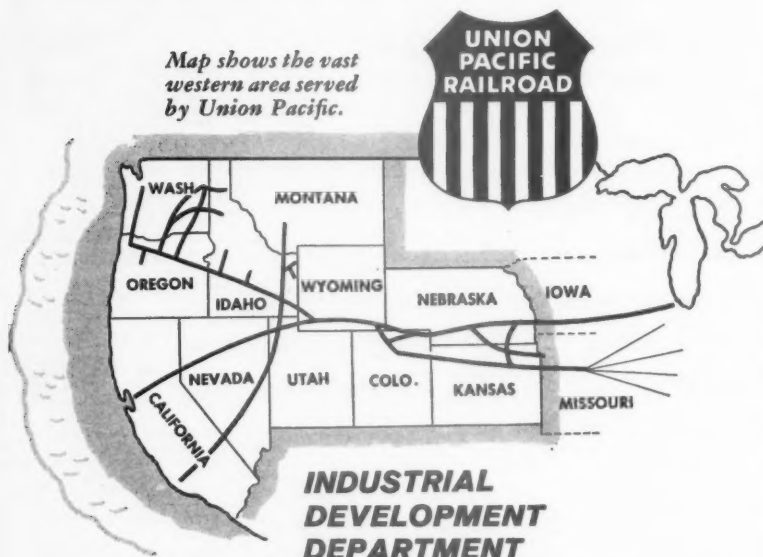 Map shows the vast
western area served
by Union Pacific.
UNION
PACIFIC
RAILROAD
WASH.
MONTANA
OREGON
IDAHO
WYOMING
NEBRASKA
IOWA
NEVADA
UTAH
COLO.
KANSAS
MISSOURI
CALIFORNIA
INDUSTRIAL
DEVELOPMENT
DEPARTMENT